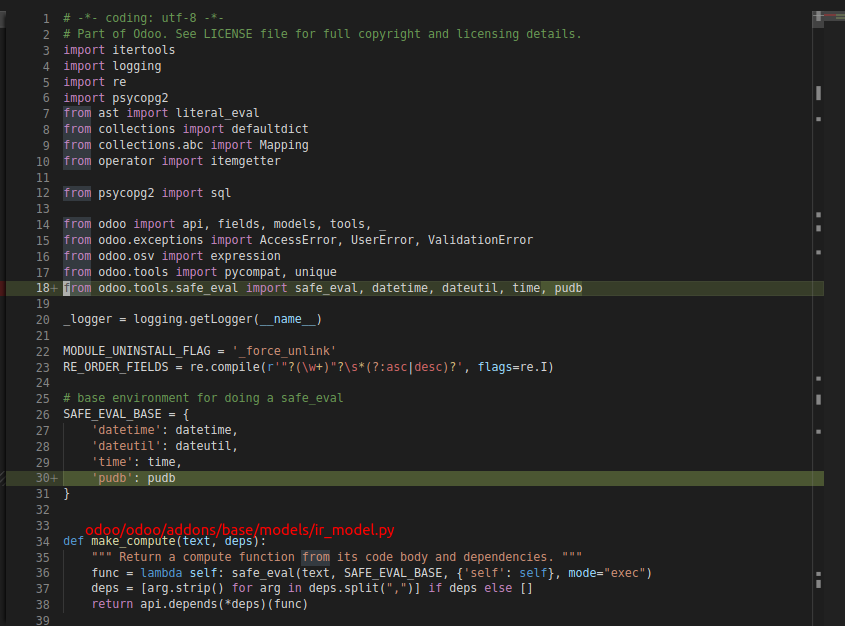 1 # -*- coding: utf-8 -*-
2 # Part of Odoo. See LICENSE file for full copyright and licensing details.
3 import itertools
4 import logging
5 import re
6 import psycopg2
7 from ast import literal_eval
8 from collections import defaultdict
9 from collections.abc import Mapping
10 from operator import itemgetter
11
12 from psycopg2 import sql
13
14 from odoo import api, fields, models, tools, _
15 from odoo.exceptions import AccessError, UserError, ValidationError
16 from odoo.osv import expression
17 from odoo.tools import pycompat, unique
18+ from odoo.tools.safe_eval import safe_eval, datetime, dateutil, time, pudb
19
20 _logger = logging.getLogger(__name__)
21
22 MODULE_UNINSTALL_FLAG = '_force_unlink'
23 RE_ORDER_FIELDS = re.compile(r'"?(\w+)"?\s*(?:asc|desc)?', flags=re.I)
24
25 # base environment for doing a safe_eval
26 SAFE_EVAL_BASE = {
27     'datetime': datetime,
28     'dateutil': dateutil,
29     'time': time,
30+     'pudb': pudb
31 }
32
33
odoo/odoo/addons/base/models/ir_model.py
34 def make_compute(text, deps):
35     """ Return a compute function from its code body and dependencies. """
36     func = lambda self: safe_eval(text, SAFE_EVAL_BASE, {'self': self}, mode="exec")
37     deps = [arg.strip() for arg in deps.split(",")] if deps else []
38     return api.depends(*deps)(func)
39